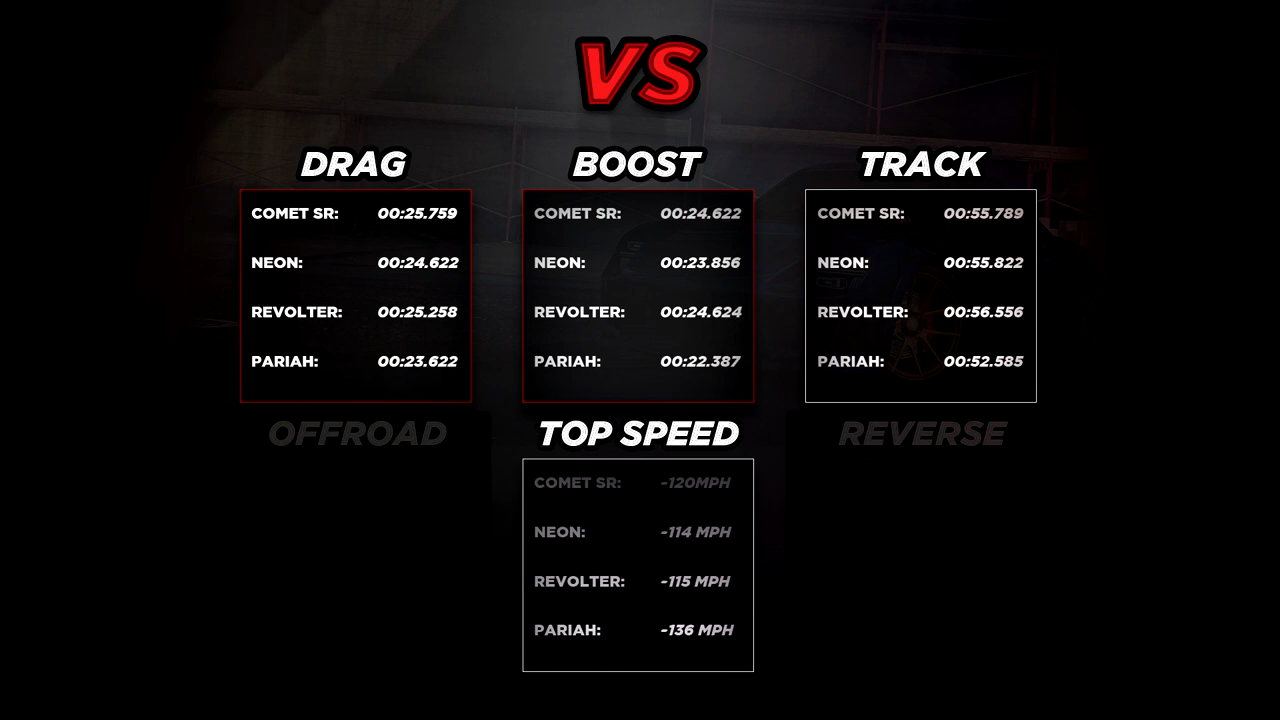 VS
DRAG
COMET SR: 00:25.759
NEON: 00:24.622
REVOLTER: 00:25.258
PARIAH: 00:23.622
BOOST
COMET SR: 00:24.622
NEON: 00:23.856
REVOLTER: 00:24.624
PARIAH: 00:22.387
TRACK
COMET SR: 00:55.789
NEON: 00:55.822
REVOLTER: 00:56.556
PARIAH: 00:52.585
OFFROAD
TOP SPEED
COMET SR: ~120MPH
NEON: ~114 MPH
REVOLTER: ~115 MPH
PARIAH: ~136 MPH
REVERSE